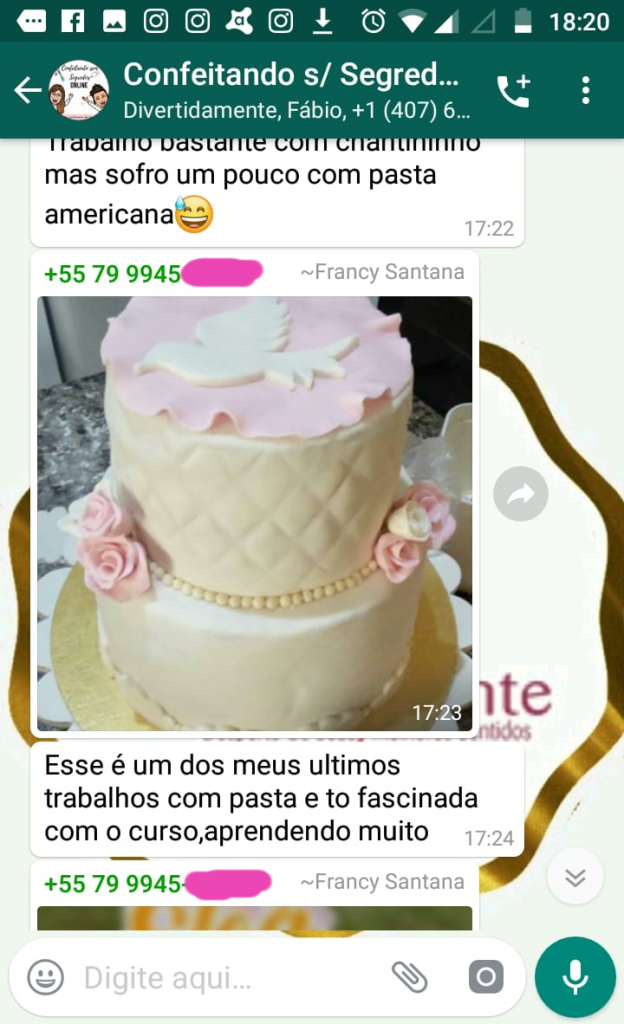 18:20
Confeitando s/ Segred...
Divertidamente, Fábio, +1 (407) 6...
Trabalho bastante com chantininho
mas sofro um pouco com pasta
americana😅
17:22
+55 79 9945
~Francy Santana
17:23
nte
ntidos
Esse é um dos meus ultimos
trabalhos com pasta e to fascinada
com o curso,aprendendo muito
17:24
+55 79 9945-
~Francy Santana
Digite aqui...